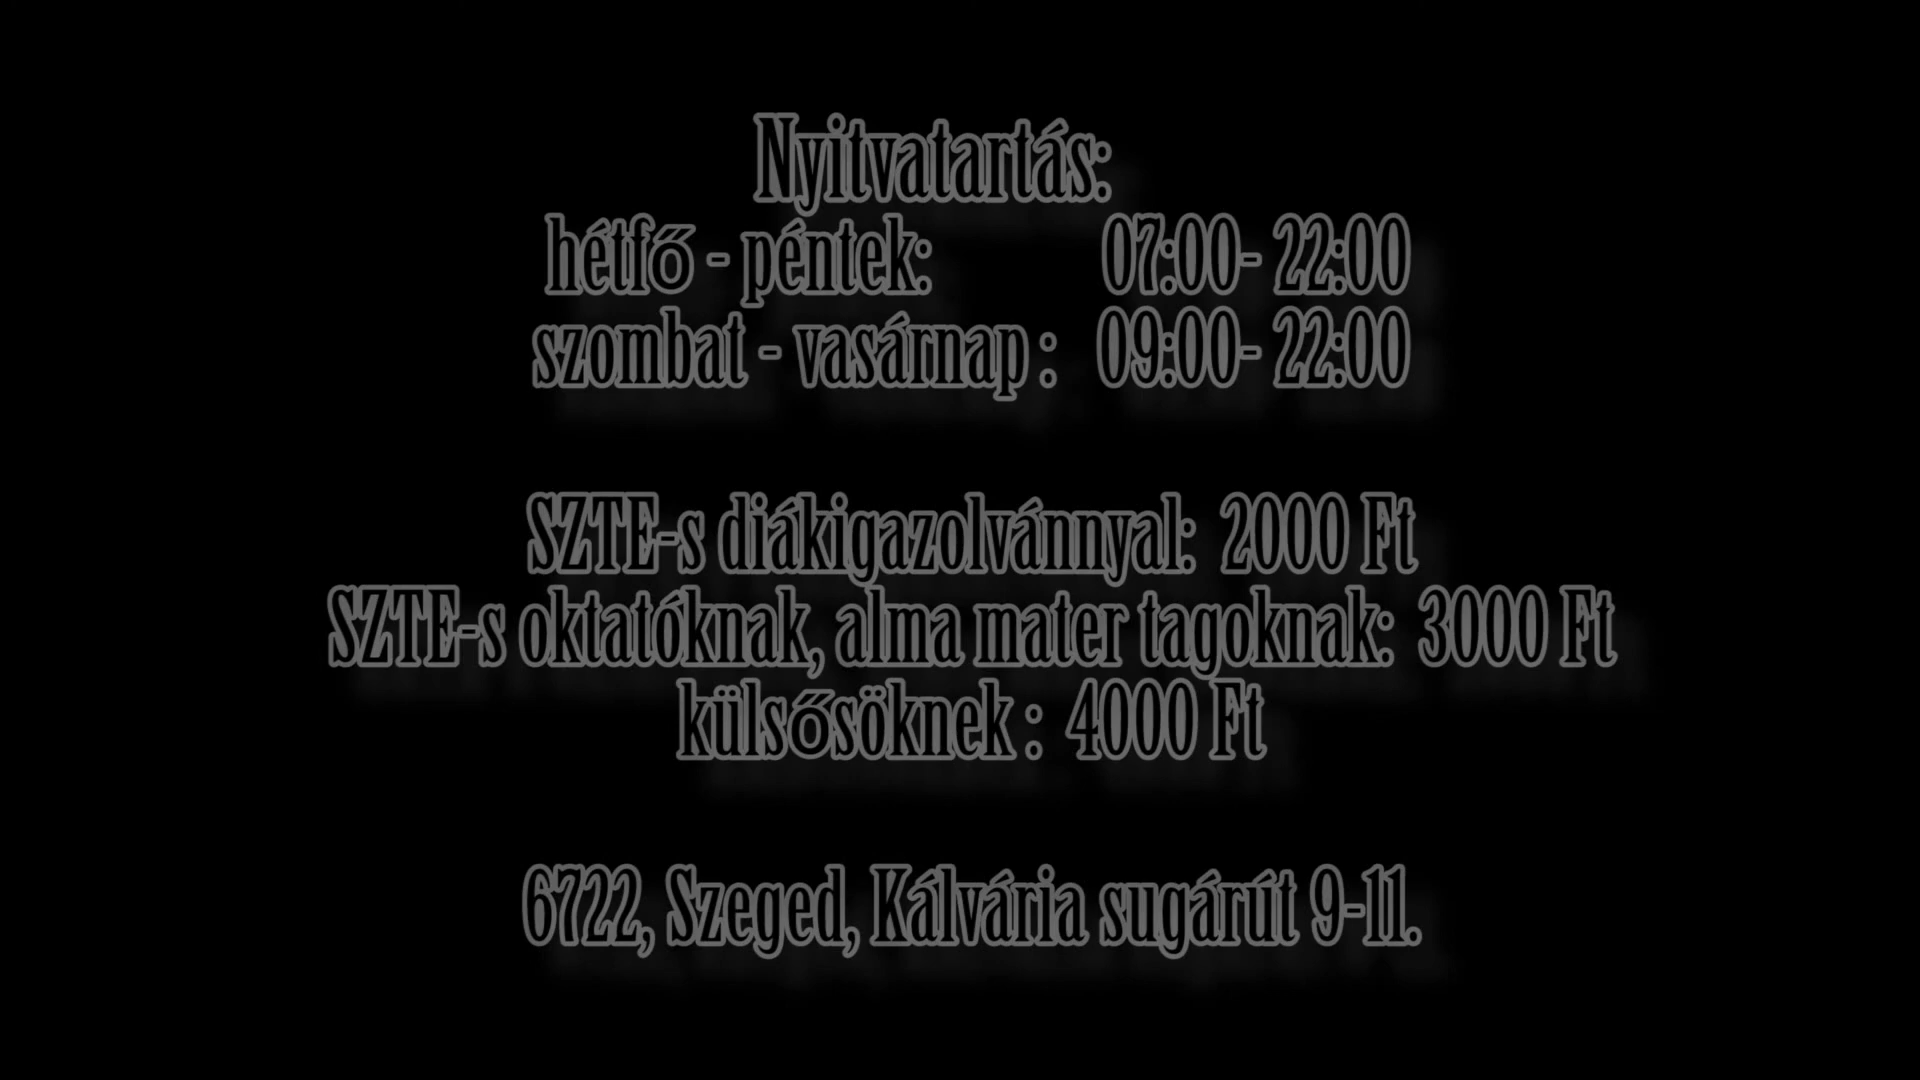 Nyitvatartás:
hétfő - péntek: 07:00- 22:00
szombat - vasárnap : 09:00- 22:00
SZTE-s diákigazolvánnyal: 2000 Ft
SZTE-s oktatóknak, alma mater tagoknak: 3000 Ft
külsősöknek : 4000 Ft
6722, Szeged, Kálvária sugárút 9-11.